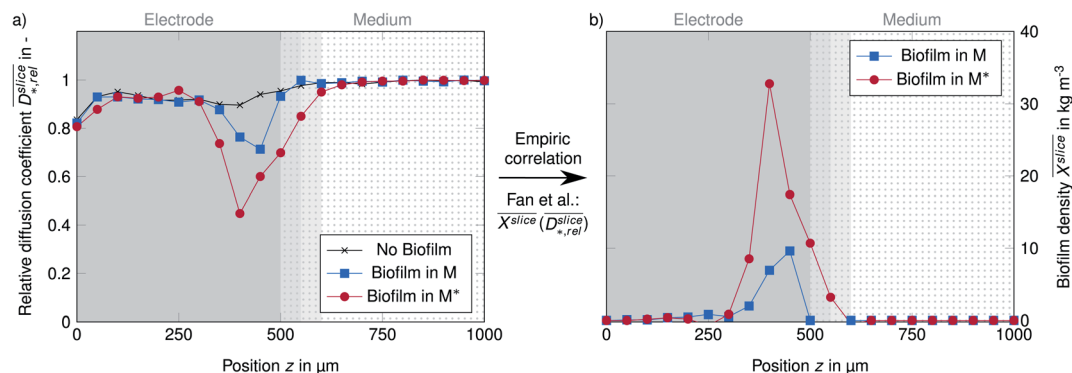 a)
Electrode
Medium
Relative diffusion coefficient D^slice_*,rel in -
1
0.8
0.6
0.4
0.2
0
No Biofilm
Biofilm in M
Biofilm in M*
0
250
500
750
1000
Position z in µm
Empiric
correlation
Fan et al.:
X^slice (D^slice_*,rel)
b)
Electrode
Medium
Biofilm in M
Biofilm in M*
40
30
20
10
0
Biofilm density X^slice in kg m-3
0
250
500
750
1000
Position z in µm